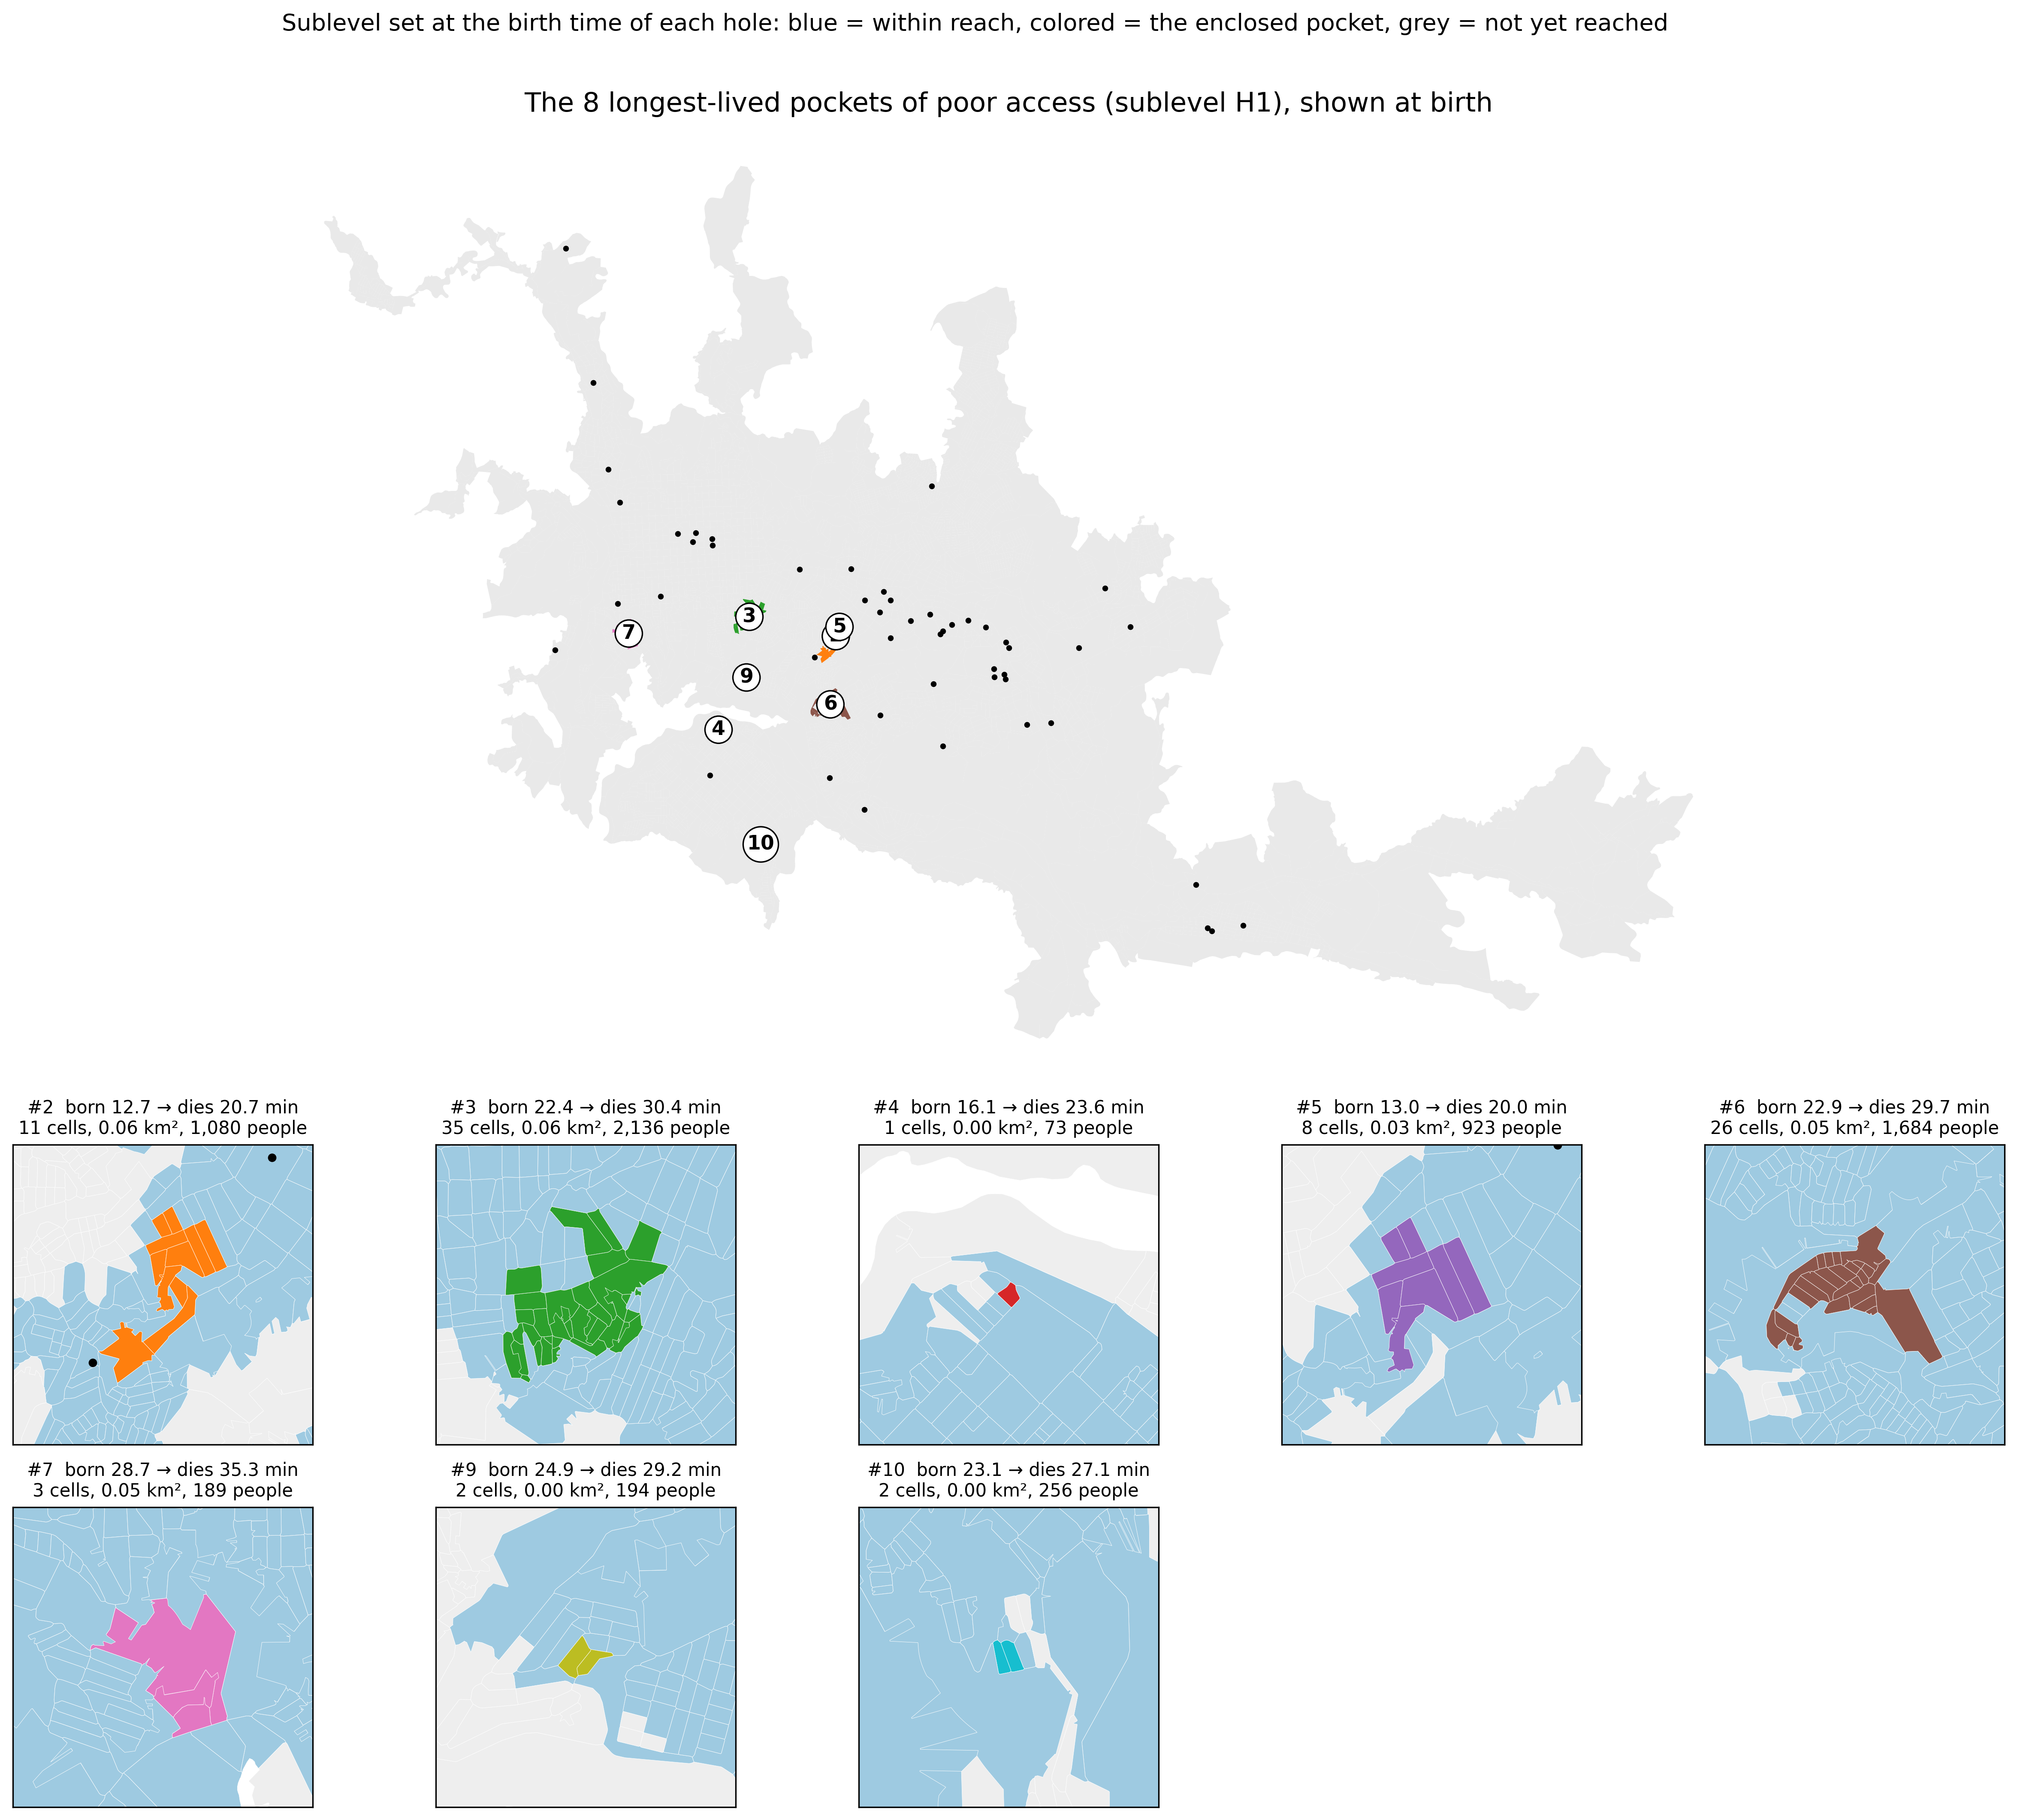 Sublevel set at the birth time of each hole: blue = within reach, colored = the enclosed pocket, grey = not yet reached
The 8 longest-lived pockets of poor access (sublevel H1), shown at birth
3
5
7
9
6
4
10
#2 born 12.7 → dies 20.7 min
11 cells, 0.06 km², 1,080 people
#3 born 22.4 → dies 30.4 min
35 cells, 0.06 km², 2,136 people
#4 born 16.1 → dies 23.6 min
1 cells, 0.00 km², 73 people
#5 born 13.0 → dies 20.0 min
8 cells, 0.03 km², 923 people
#6 born 22.9 → dies 29.7 min
26 cells, 0.05 km², 1,684 people
#7 born 28.7 → dies 35.3 min
3 cells, 0.05 km², 189 people
#9 born 24.9 → dies 29.2 min
2 cells, 0.00 km², 194 people
#10 born 23.1 → dies 27.1 min
2 cells, 0.00 km², 256 people